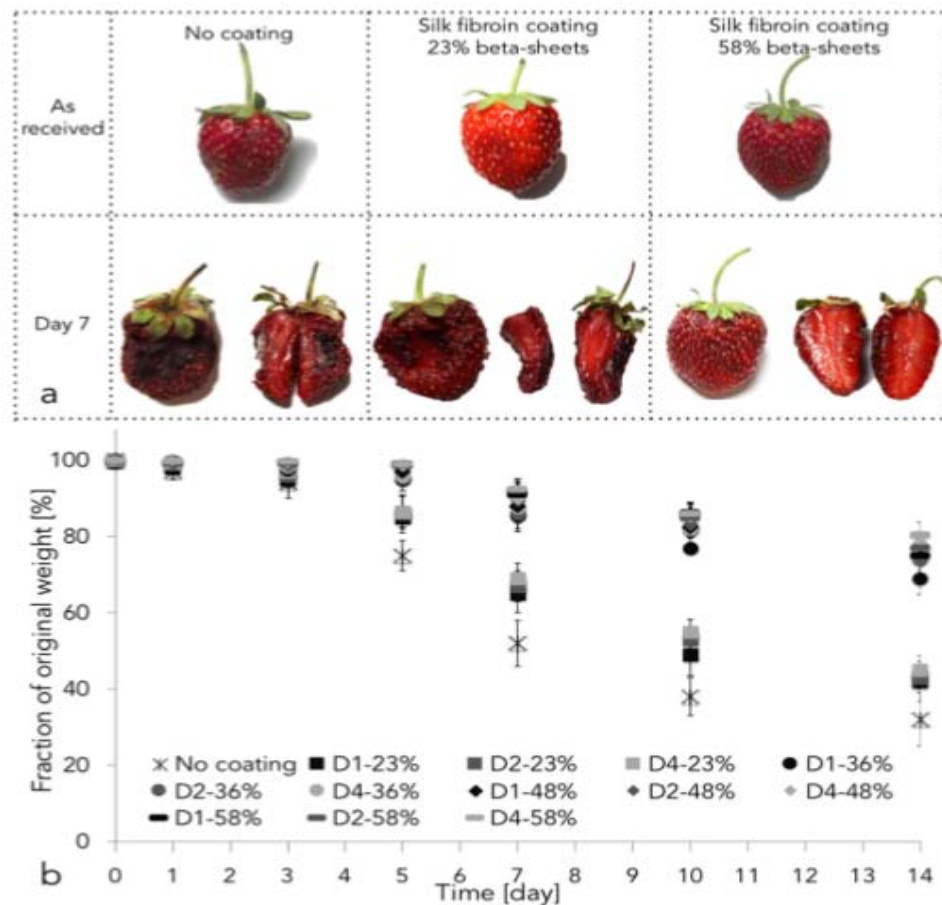 No coating
Silk fibroin coating
23% beta-sheets
Silk fibroin coating
58% beta-sheets
As
received
Day 7
a
Fraction of original weight [%]
100
80
60
40
20
0
No coating D1-23% D2-23% D4-23% D1-36%
D2-36% D4-36% D1-48% D2-48% D4-48%
D1-58% D2-58% D4-58%
b
0 1 2 3 4 5 6 7 8 9 10 11 12 13 14
Time [day]